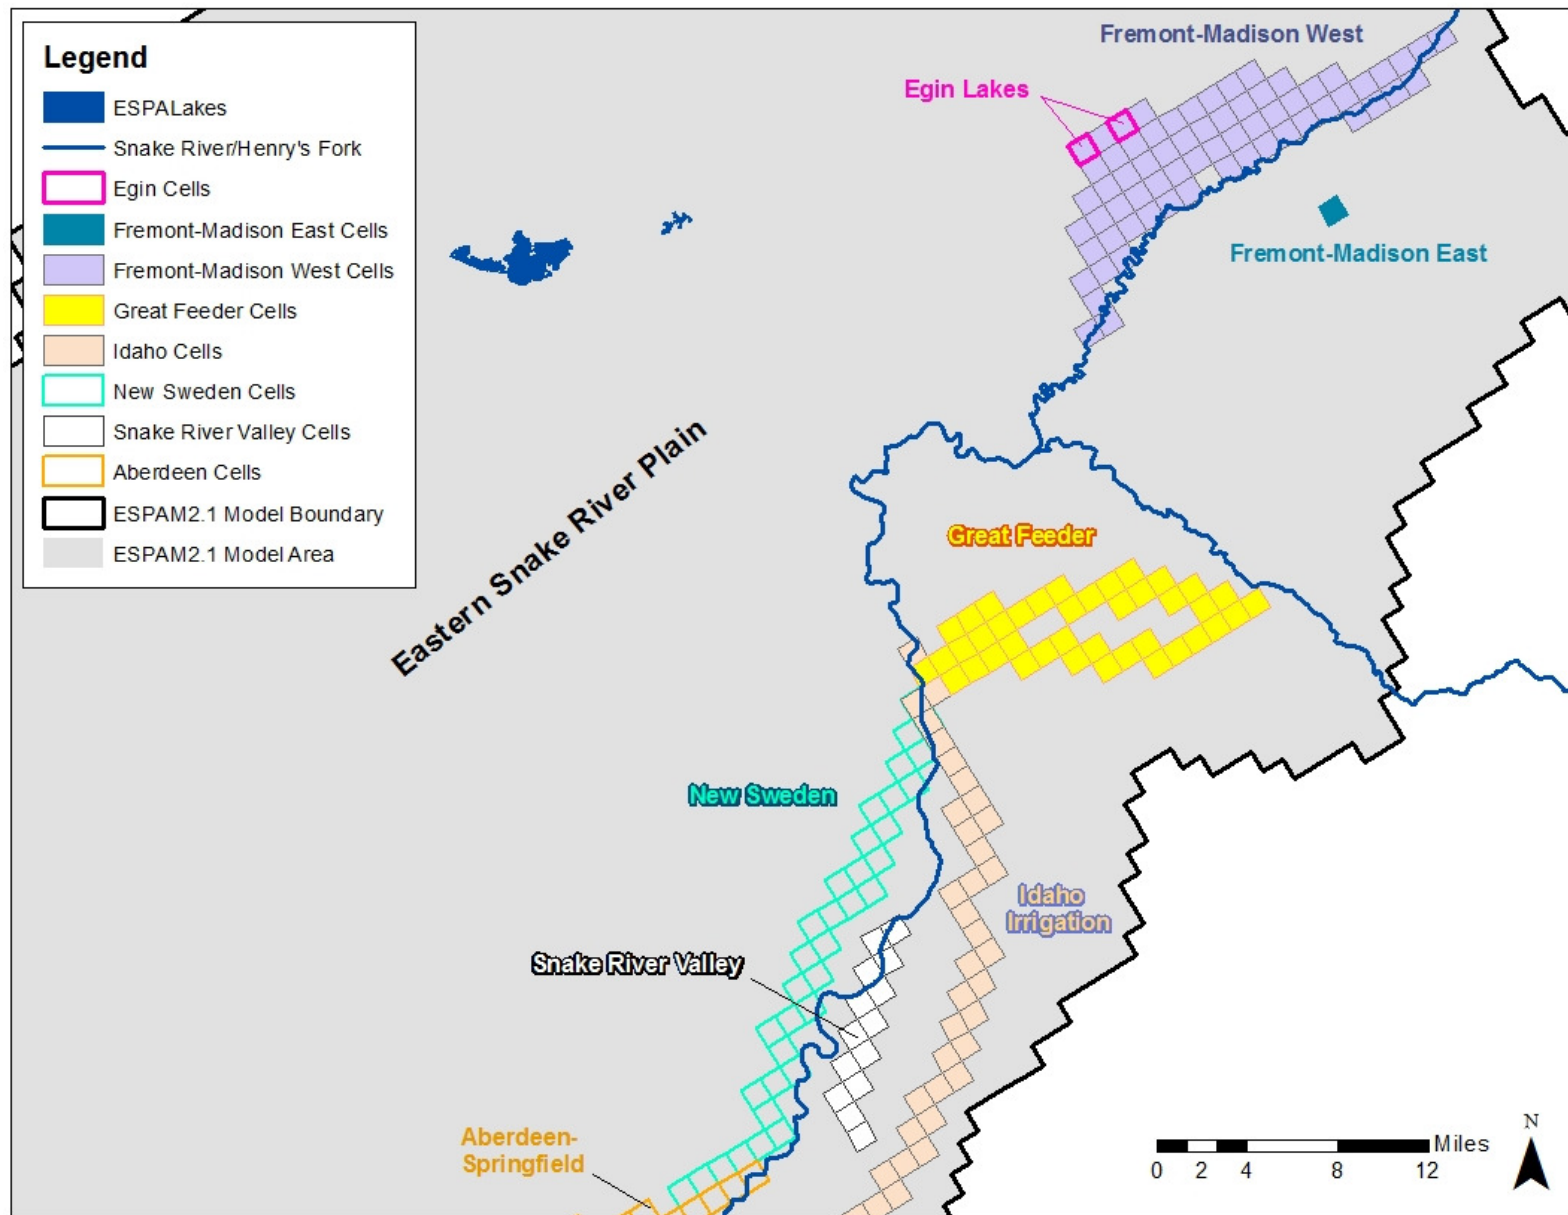 Legend
ESPALakes
Snake River/Henry's Fork
Egin Cells
Fremont-Madison East Cells
Fremont-Madison West Cells
Great Feeder Cells
Idaho Cells
New Sweden Cells
Snake River Valley Cells
Aberdeen Cells
ESPAM2.1 Model Boundary
ESPAM2.1 Model Area
Fremont-Madison West
Egin Lakes
Fremont-Madison East
Eastern Snake River Plain
Great Feeder
New Sweden
Idaho
Irrigation
Snake River Valley
Aberdeen-
Springfield
N
Miles
0 2 4 8 12